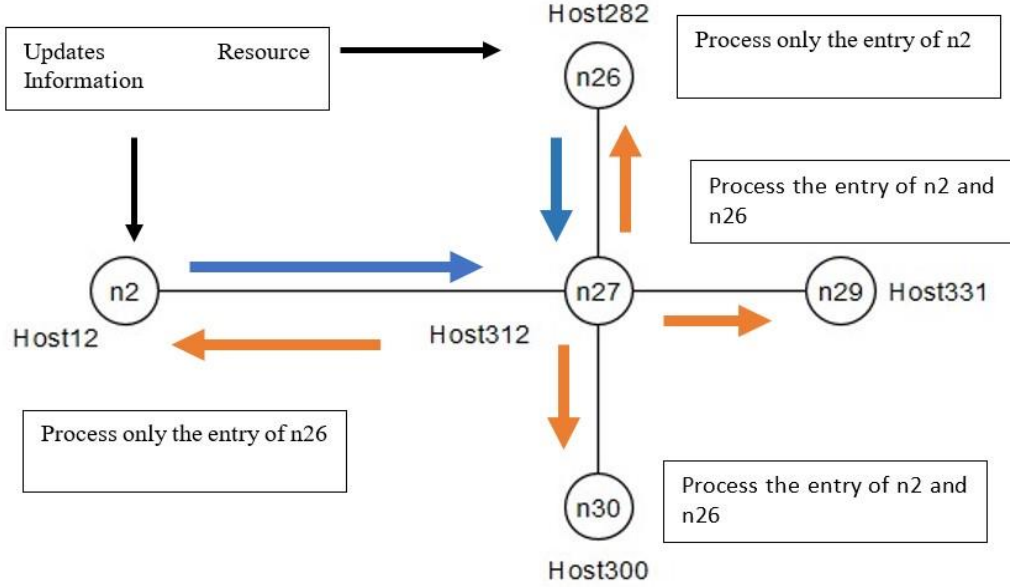 Host282
Updates Resource
Information
Process only the entry of n2
n26
Process the entry of n2 and
n26
n2
n27
n29
Host331
Host12
Host312
Process only the entry of n26
Process the entry of n2 and
n26
n30
Host300